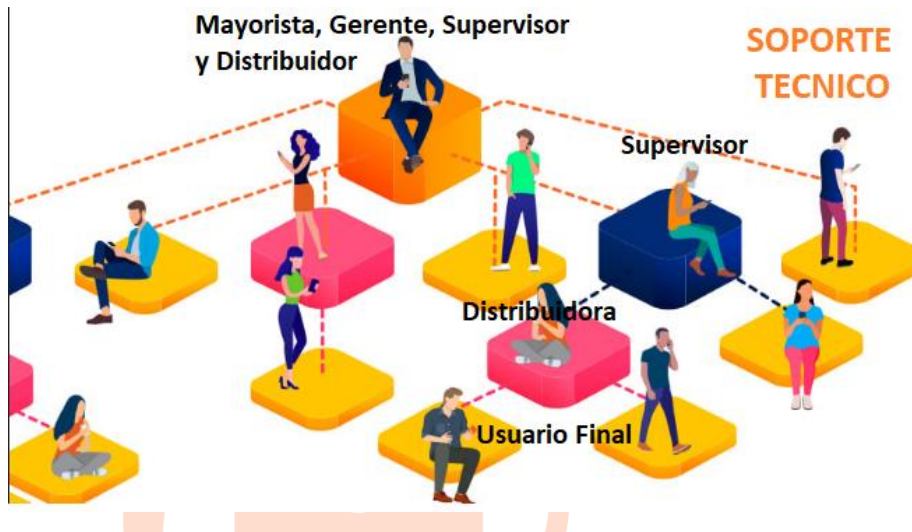 Mayorista, Gerente, Supervisor
y Distribuidor
SOPORTE
TECNICO
Supervisor
Distribuidora
Usuario Final